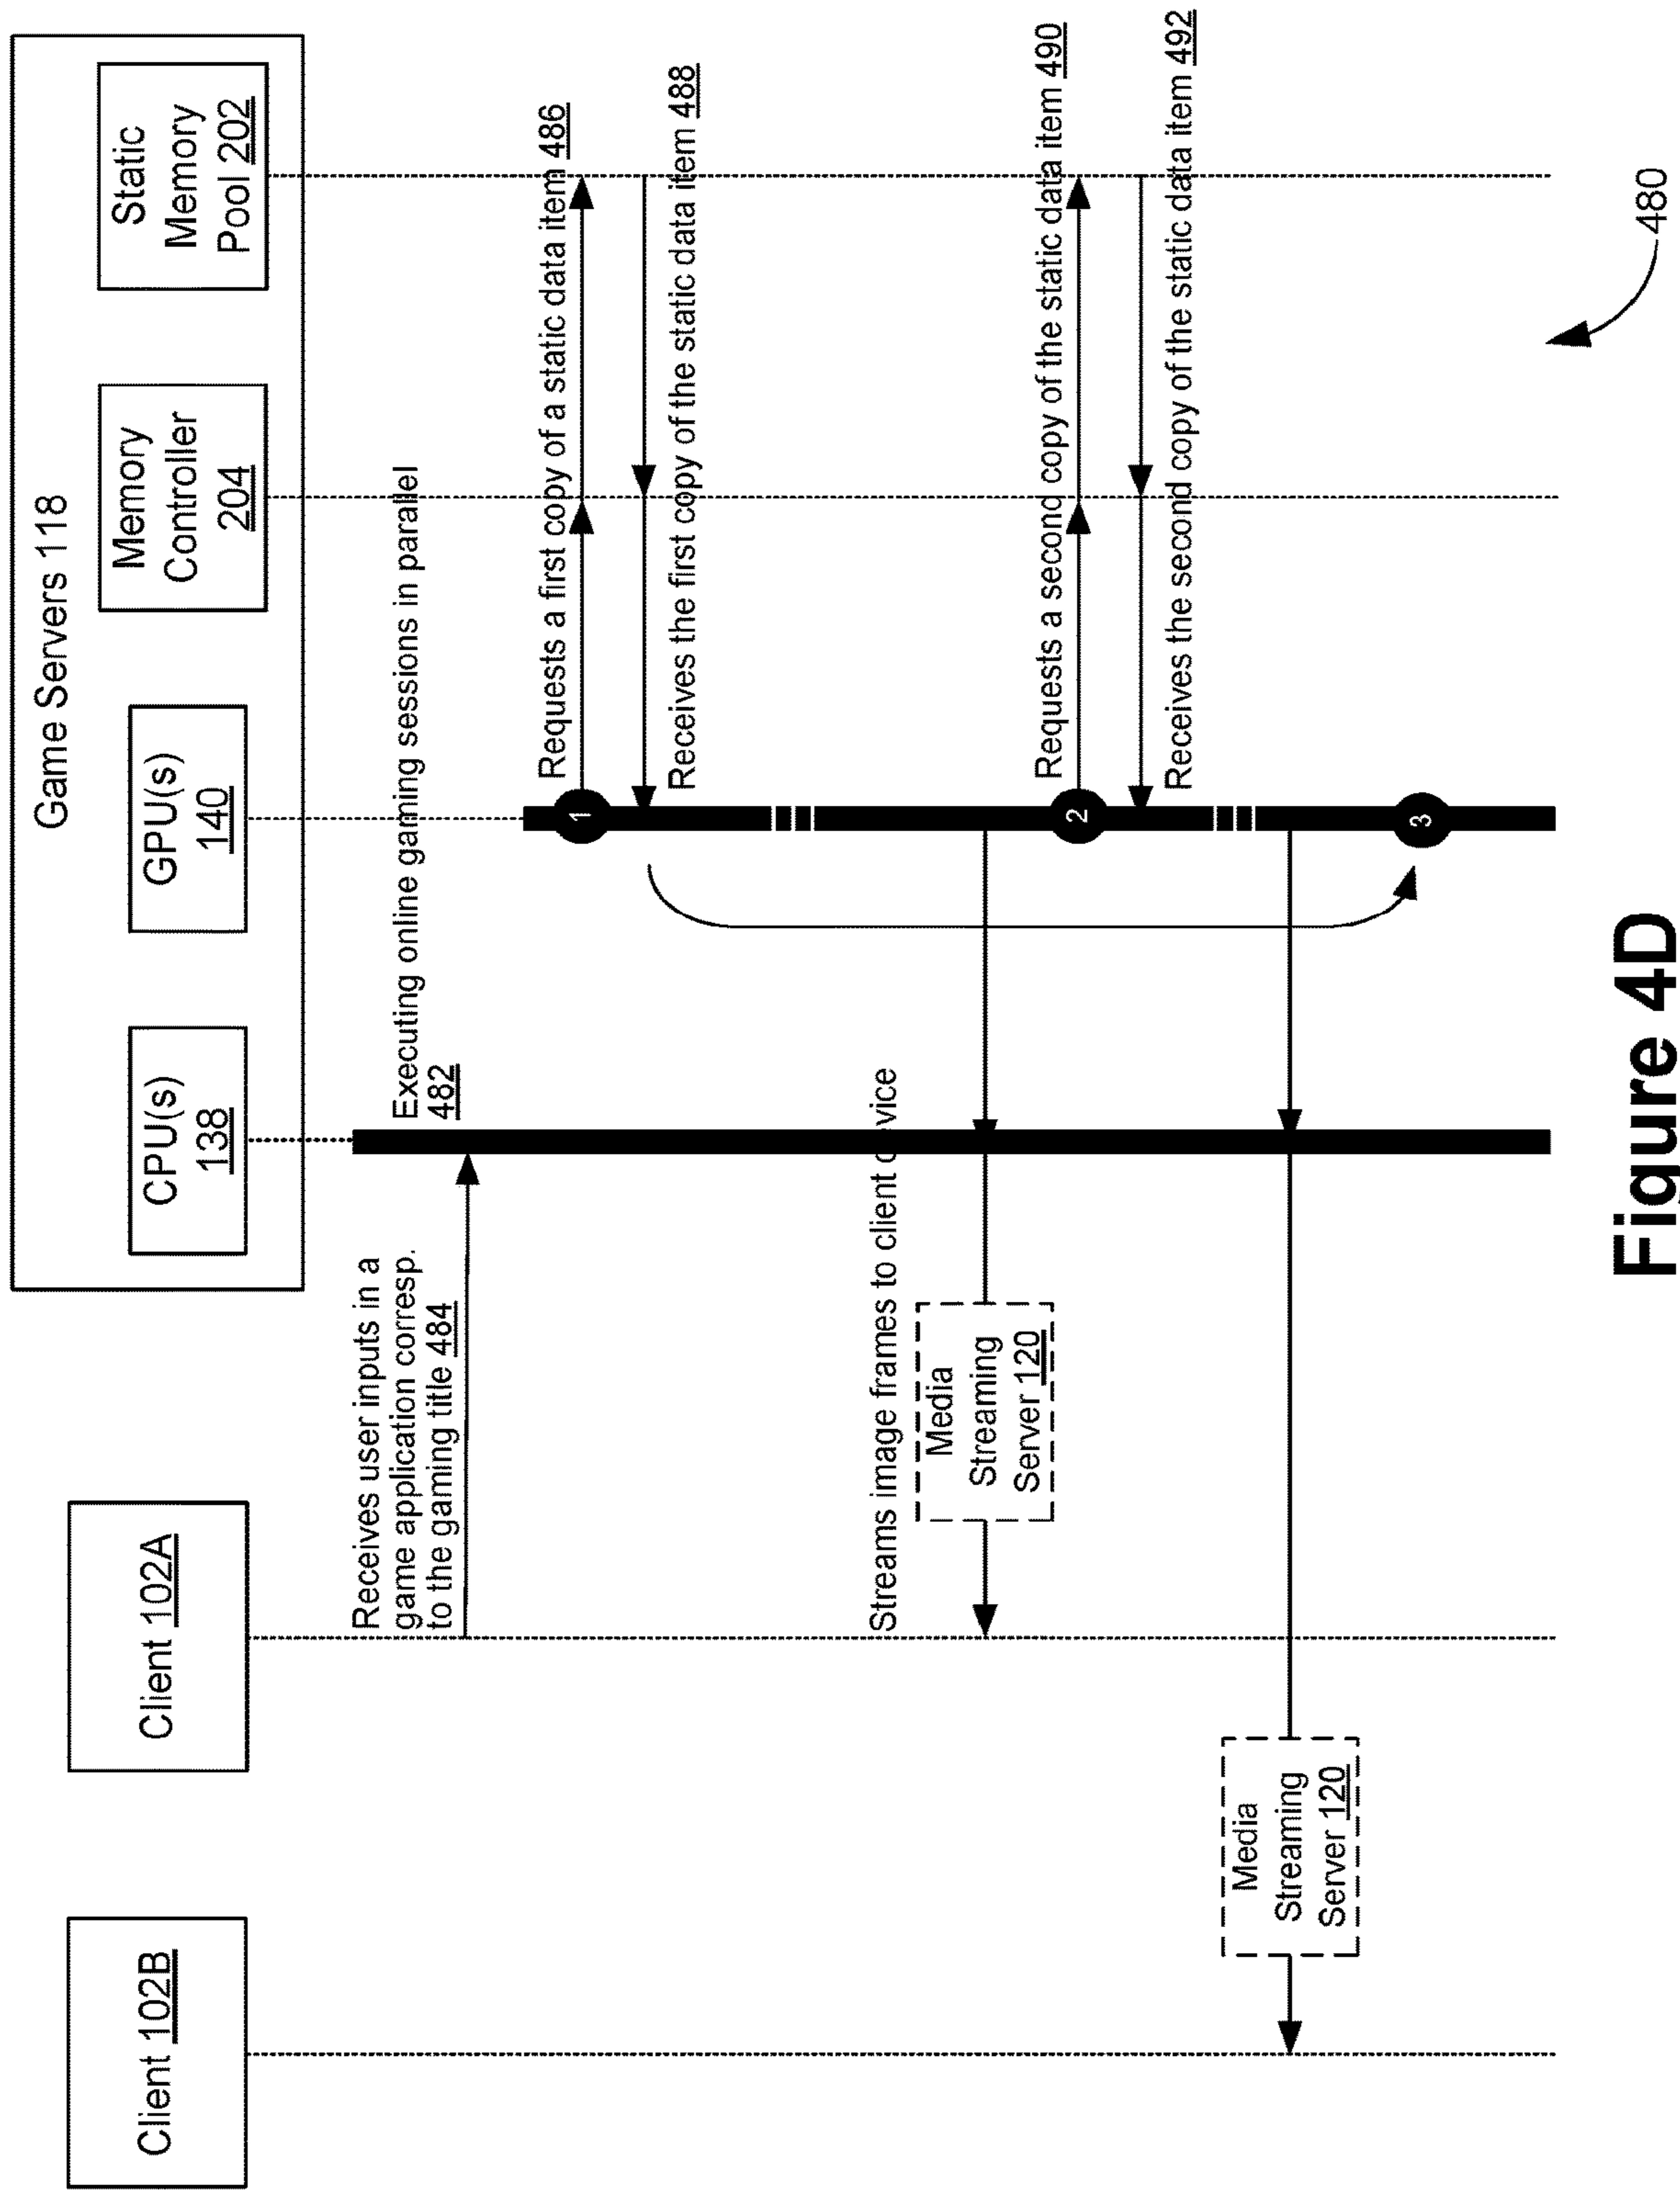 Game Servers 118
Client 102B
Client 102A
CPU(s)
138
GPU(s)
140
Memory
Controller
204
Static
Memory
Pool 202
Executing online gaming sessions in parallel
482
Receives user inputs in a
game application corresp.
to the gaming title 484
1
Requests a first copy of a static data item 486
Receives the first copy of the static data item 488
Streams image frames to client d vice
Media
Streaming
Server 120
2
Requests a second copy of the static data item 490
Receives the second copy of the static data item 492
Media
Streaming
Server 120
3
480
Figure 4D